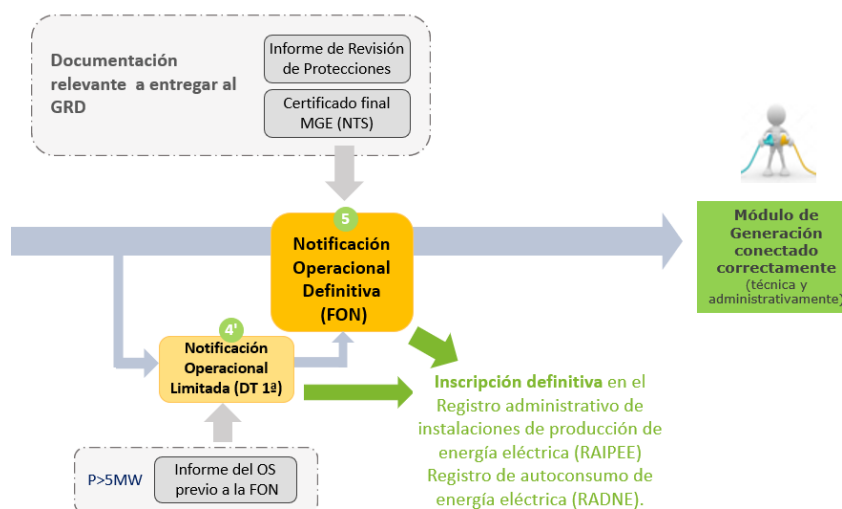 Documentación
relevante  a entregar al
GRD
Informe de Revisión
de Protecciones
Certificado final
MGE (NTS)
5
Notificación
Operacional
Definitiva
(FON)
Módulo de
Generación
conectado
correctamente
(técnica y
administrativamente)
4'
Notificación
Operacional
Limitada (DT 1ª)
Inscripción definitiva en el
Registro administrativo de
instalaciones de producción de
energía eléctrica (RAIPEE)
Registro de autoconsumo de
energía eléctrica (RADNE).
P>5MW
Informe del OS
previo a la FON